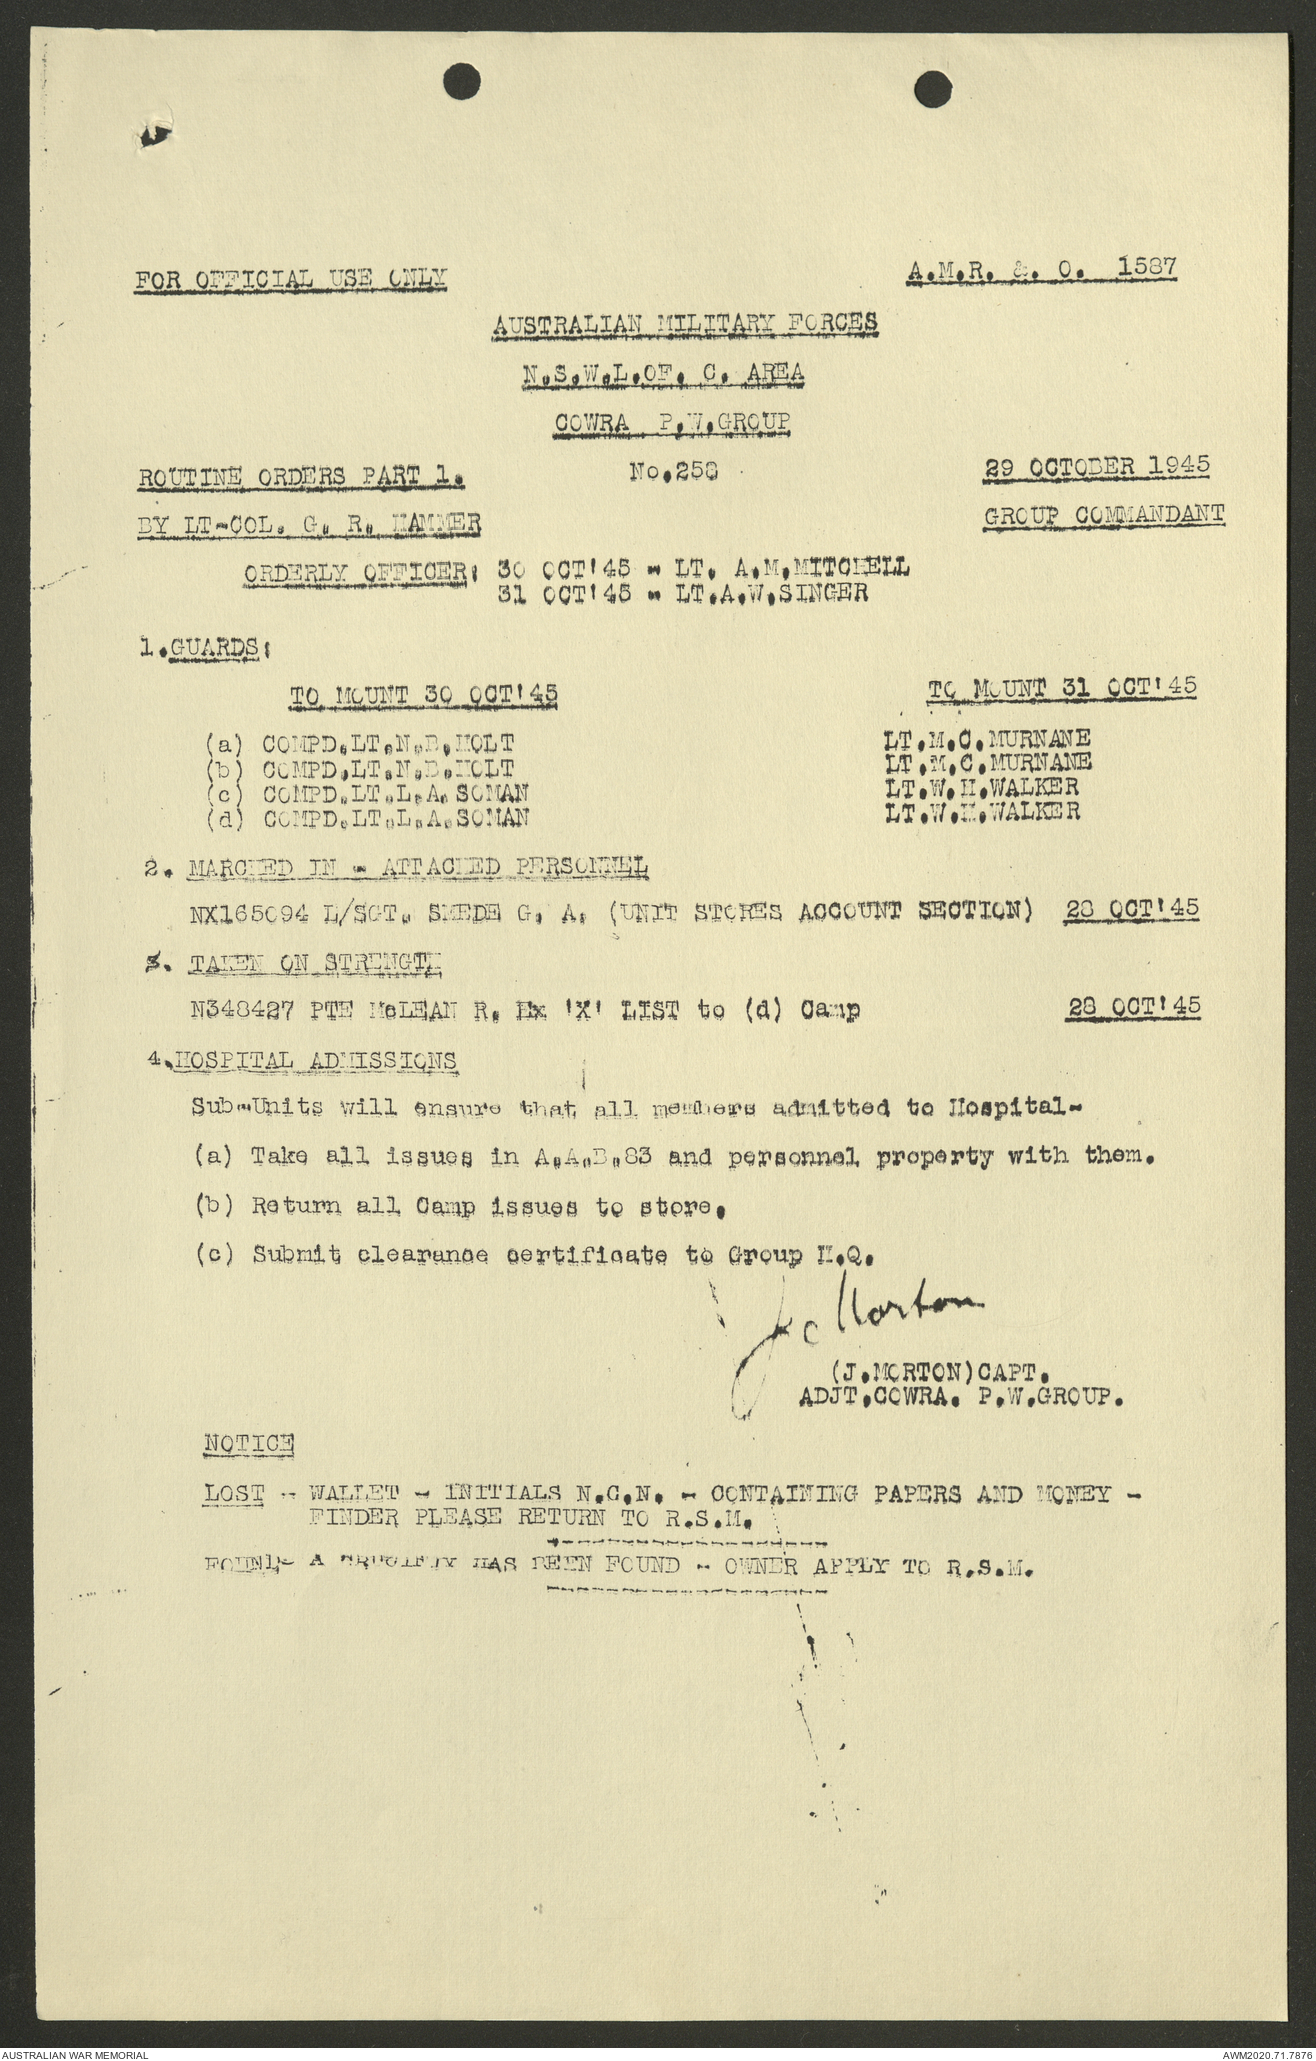 FOR OFFICIAL USE ONLY
A.M.R. &. O. 1587
AUSTRALIAN MILITARY FORCES
N.S.W.L.OF. C. AREA
COWRA P.W.GROUP
ROUTINE ORDERS PART 1. No.258 29 OCTOBER 1945
BY LT-COL. G. R. HAMMER GROUP COMMANDANT
ORDERLY OFFICER: 30 OCT'45 - LT. A.M.MITCHELL
31 OCT'45 - LT.A.W.SINGER
1.GUARDS:
TO MOUNT 30 OCT'45 TO MOUNT 31 OCT'45
(a) COMPD.LT.N.B.HOLT LT.M.C.MURNANE
(b) COMPD.LT.N.B.HOLT LT.M.C.MURNANE
(c) COMPD.LT.L.A.SOMAN LT.W.H.WALKER
(d) COMPD.LT.L.A.SOMAN LT.W.H.WALKER
2. MARCHED IN - ATTACHED PERSONNEL
NX165094 L/SGT. SMEDE G. A. (UNIT STORES ACCOUNT SECTION) 28 OCT'45
3. TAKEN ON STRENGTH
N348427 PTE McLEAN R. Ex 'X' LIST to (d) Camp 28 OCT'45
4.HOSPITAL ADMISSIONS
Sub-Units will ensure that all members admitted to Hospital-
(a) Take all issues in A.A.B.83 and personnel property with them.
(b) Return all Camp issues to store.
(c) Submit clearance certificate to Group H.Q.
Morton
(J.MORTON)CAPT.
ADJT.COWRA. P.W.GROUP.
NOTICE
LOST - WALLET - INITIALS N.C.N. - CONTAINING PAPERS AND MONEY -
FINDER PLEASE RETURN TO R.S.M.
FOUND- A CRUCIFIX HAS BEEN FOUND - OWNER APPLY TO R.S.M.
AUSTRALIAN WAR MEMORIAL
AWM2020.71.7876